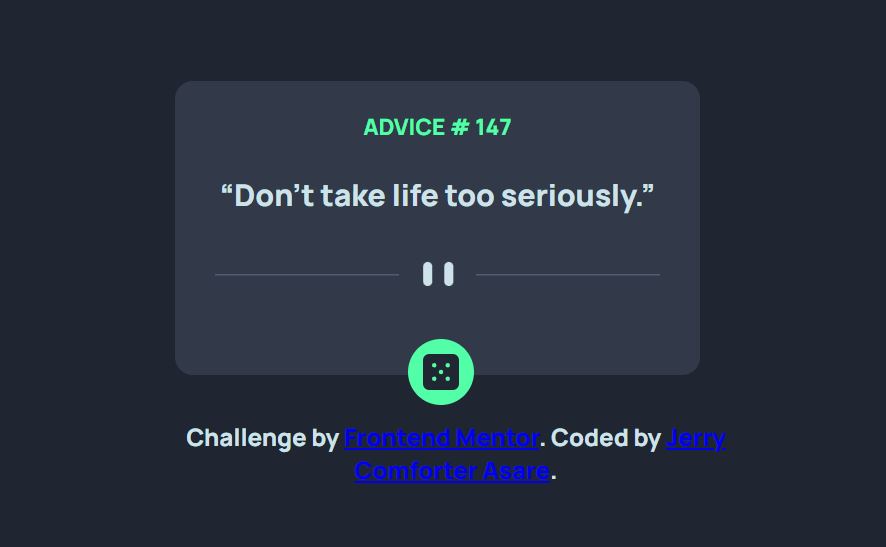 ADVICE # 147
“Don’t take life too seriously.”
Challenge by Frontend Mentor. Coded by Jerry
Comforter Asare.